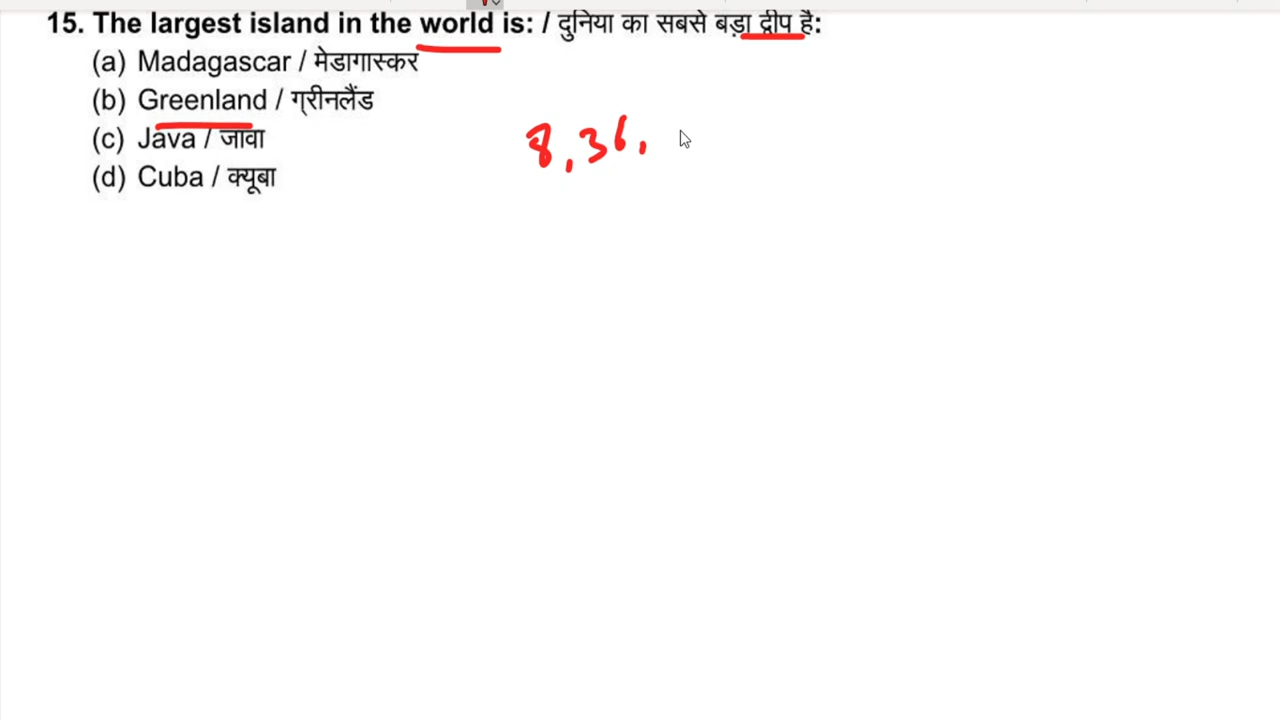 15. The largest island in the world is: / दुनिया का सबसे बड़ा द्वीप है:
(a) Madagascar / मेडागास्कर
(b) Greenland / ग्रीनलैंड
(c) Java / जावा
8,36,
(d) Cuba / क्यूबा